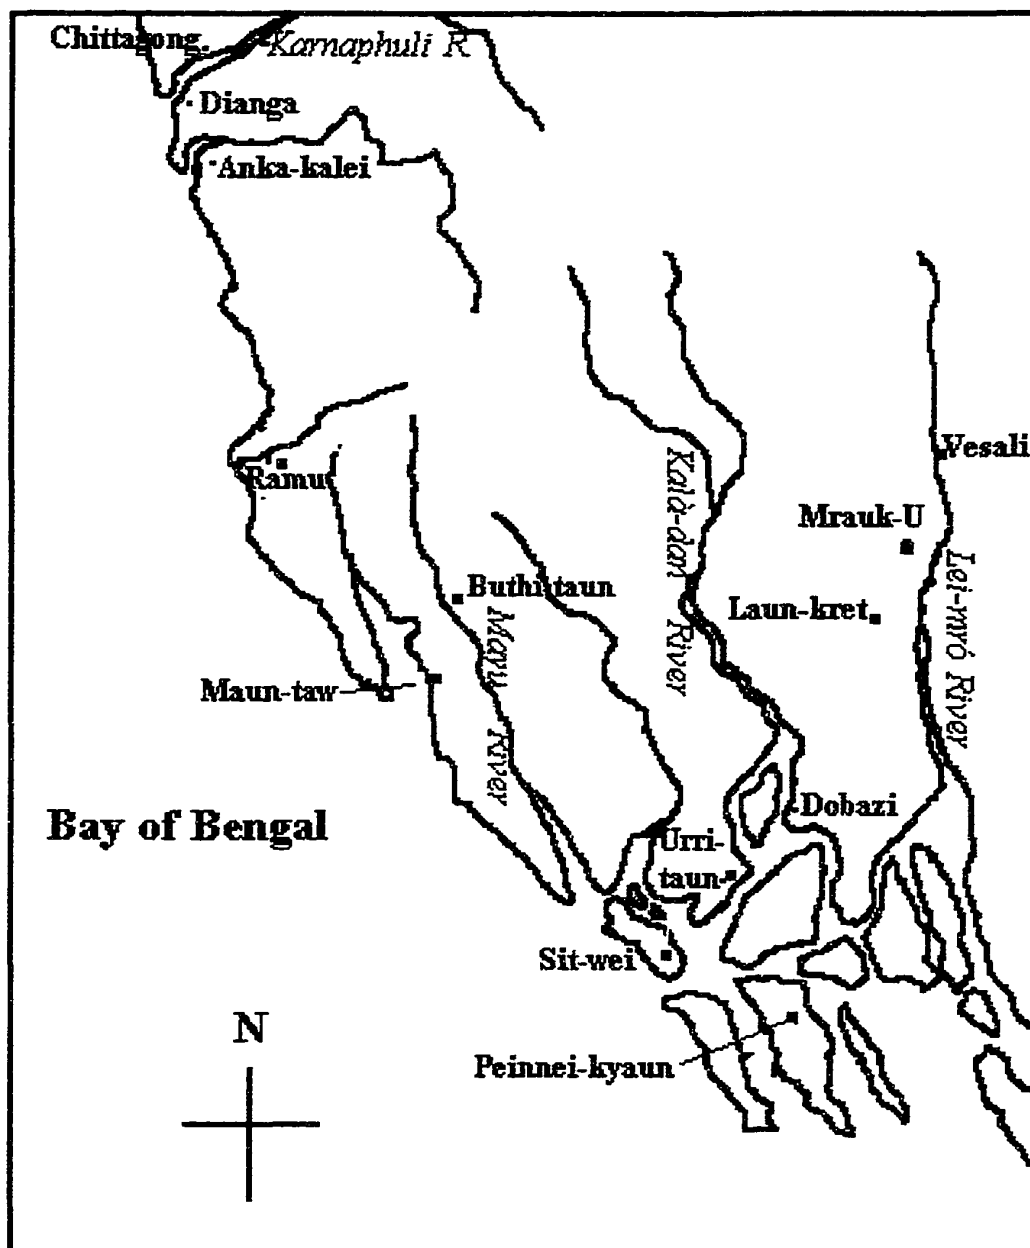 Chittagong
Karnaphuli R
Dianga
Anka-kalei
Ramu
Vesali
Mrauk-U
Kalà-dan River
Lei-mró River
Buthi-taun
Laun-kret
Mayu River
Maun-taw
Bay of Bengal
Dobazi
Urri-
taun
Sit-wei
N
Peinnei-kyaun